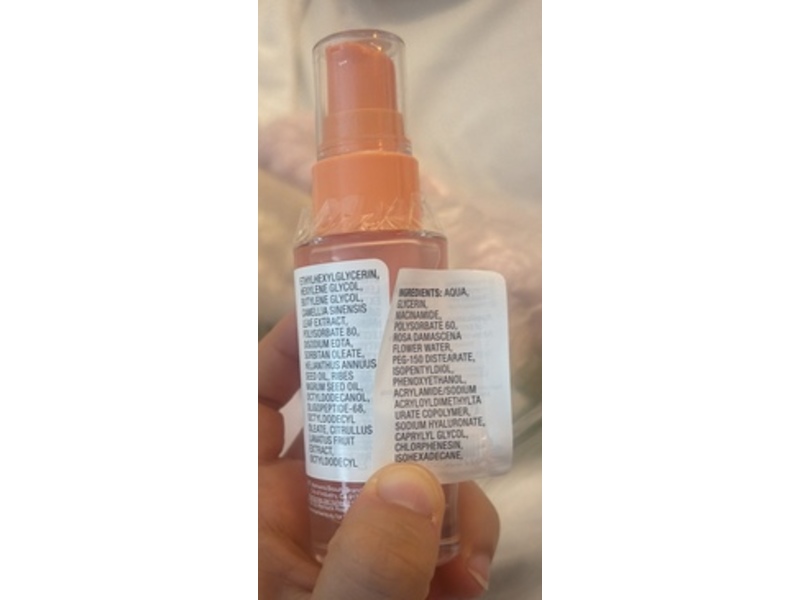 INGREDIENTS: AQUA,
GLYCERIN,
NIACINAMIDE,
POLYSORBATE 60,
ROSA DAMASCENA
FLOWER WATER,
PEG-150 DISTEARATE,
ISOPENTYLDIOL,
PHENOXYETHANOL,
ACRYLAMIDE/SODIUM
ACRYLOYLDIMETHYLTA
URATE COPOLYMER,
SODIUM HYALURONATE,
CAPRYLYL GLYCOL,
CHLORPHENESIN,
ISOHEXADECANE,
ETHYLHEXYLGLYCERIN,
HEXYLENE GLYCOL,
BUTYLENE GLYCOL,
CAMELLIA SINENSIS
LEAF EXTRACT,
POLYSORBATE 80,
DISODIUM EDTA,
SORBITAN OLEATE,
HELIANTHUS ANNUUS
SEED OIL, RIBES
NIGRUM SEED OIL,
OCTYLDODECANOL,
OLIGOPEPTIDE-68,
OCTYLDODECYL
OLEATE, CITRULLUS
LANATUS FRUIT
EXTRACT,
OCTYLDODECYL